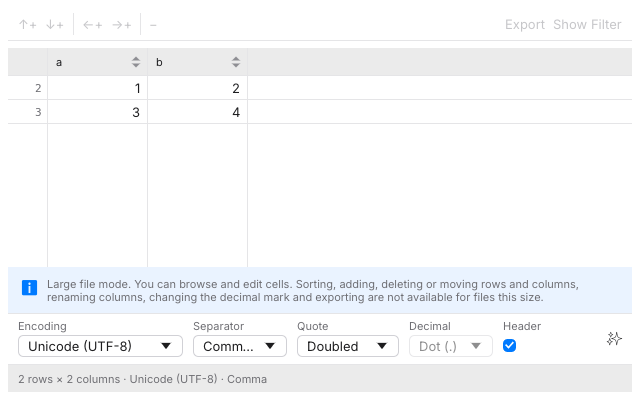 ↑+ ↓+ ←+ →+ − Export Show Filter
a b
2 1 2
3 3 4
Large file mode. You can browse and edit cells. Sorting, adding, deleting or moving rows and columns,
renaming columns, changing the decimal mark and exporting are not available for files this size.
Encoding Separator Quote Decimal Header
Unicode (UTF-8) Comm... Doubled Dot (.)
2 rows × 2 columns · Unicode (UTF-8) · Comma